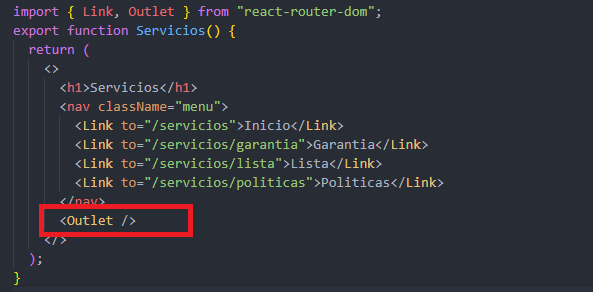 import { Link, Outlet } from "react-router-dom";
export function Servicios() {
  return (
    <>
      <h1>Servicios</h1>
      <nav className="menu">
        <Link to="/servicios">Inicio</Link>
        <Link to="/servicios/garantia">Garantia</Link>
        <Link to="/servicios/lista">Lista</Link>
        <Link to="/servicios/politicas">Politicas</Link>
      </nav>
      <Outlet />
    </>
  );
}